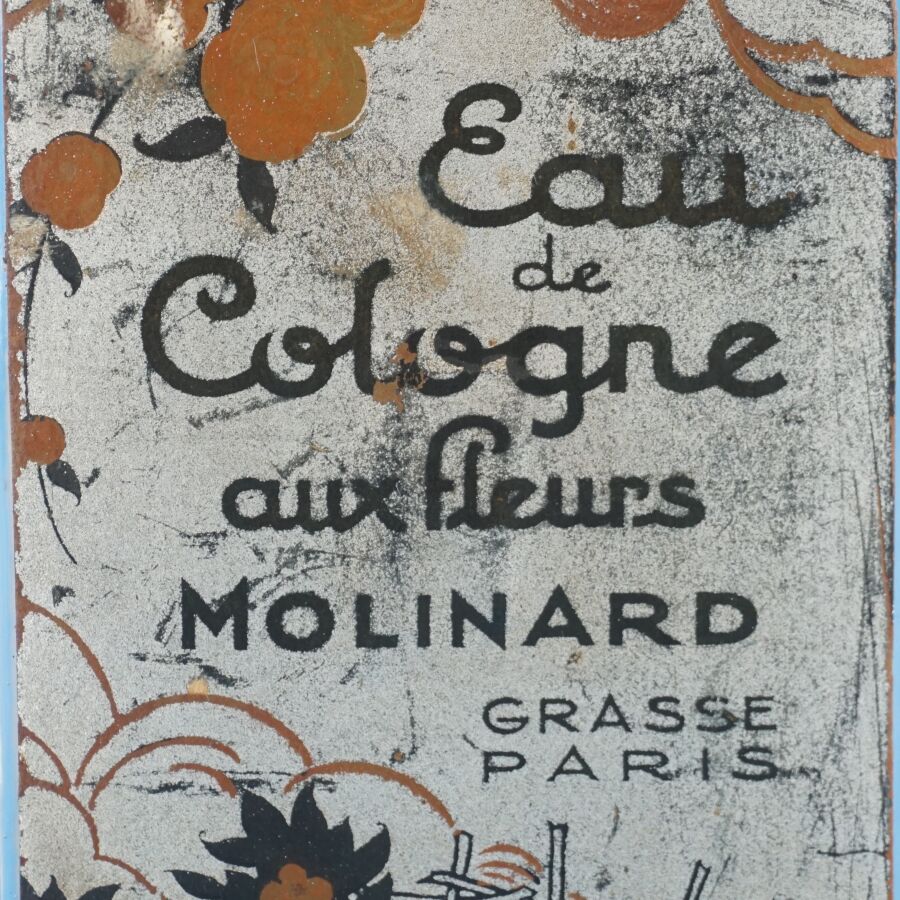 Eau
de
Cologne
aux fleurs
MOLINARD
GRASSE
PARIS